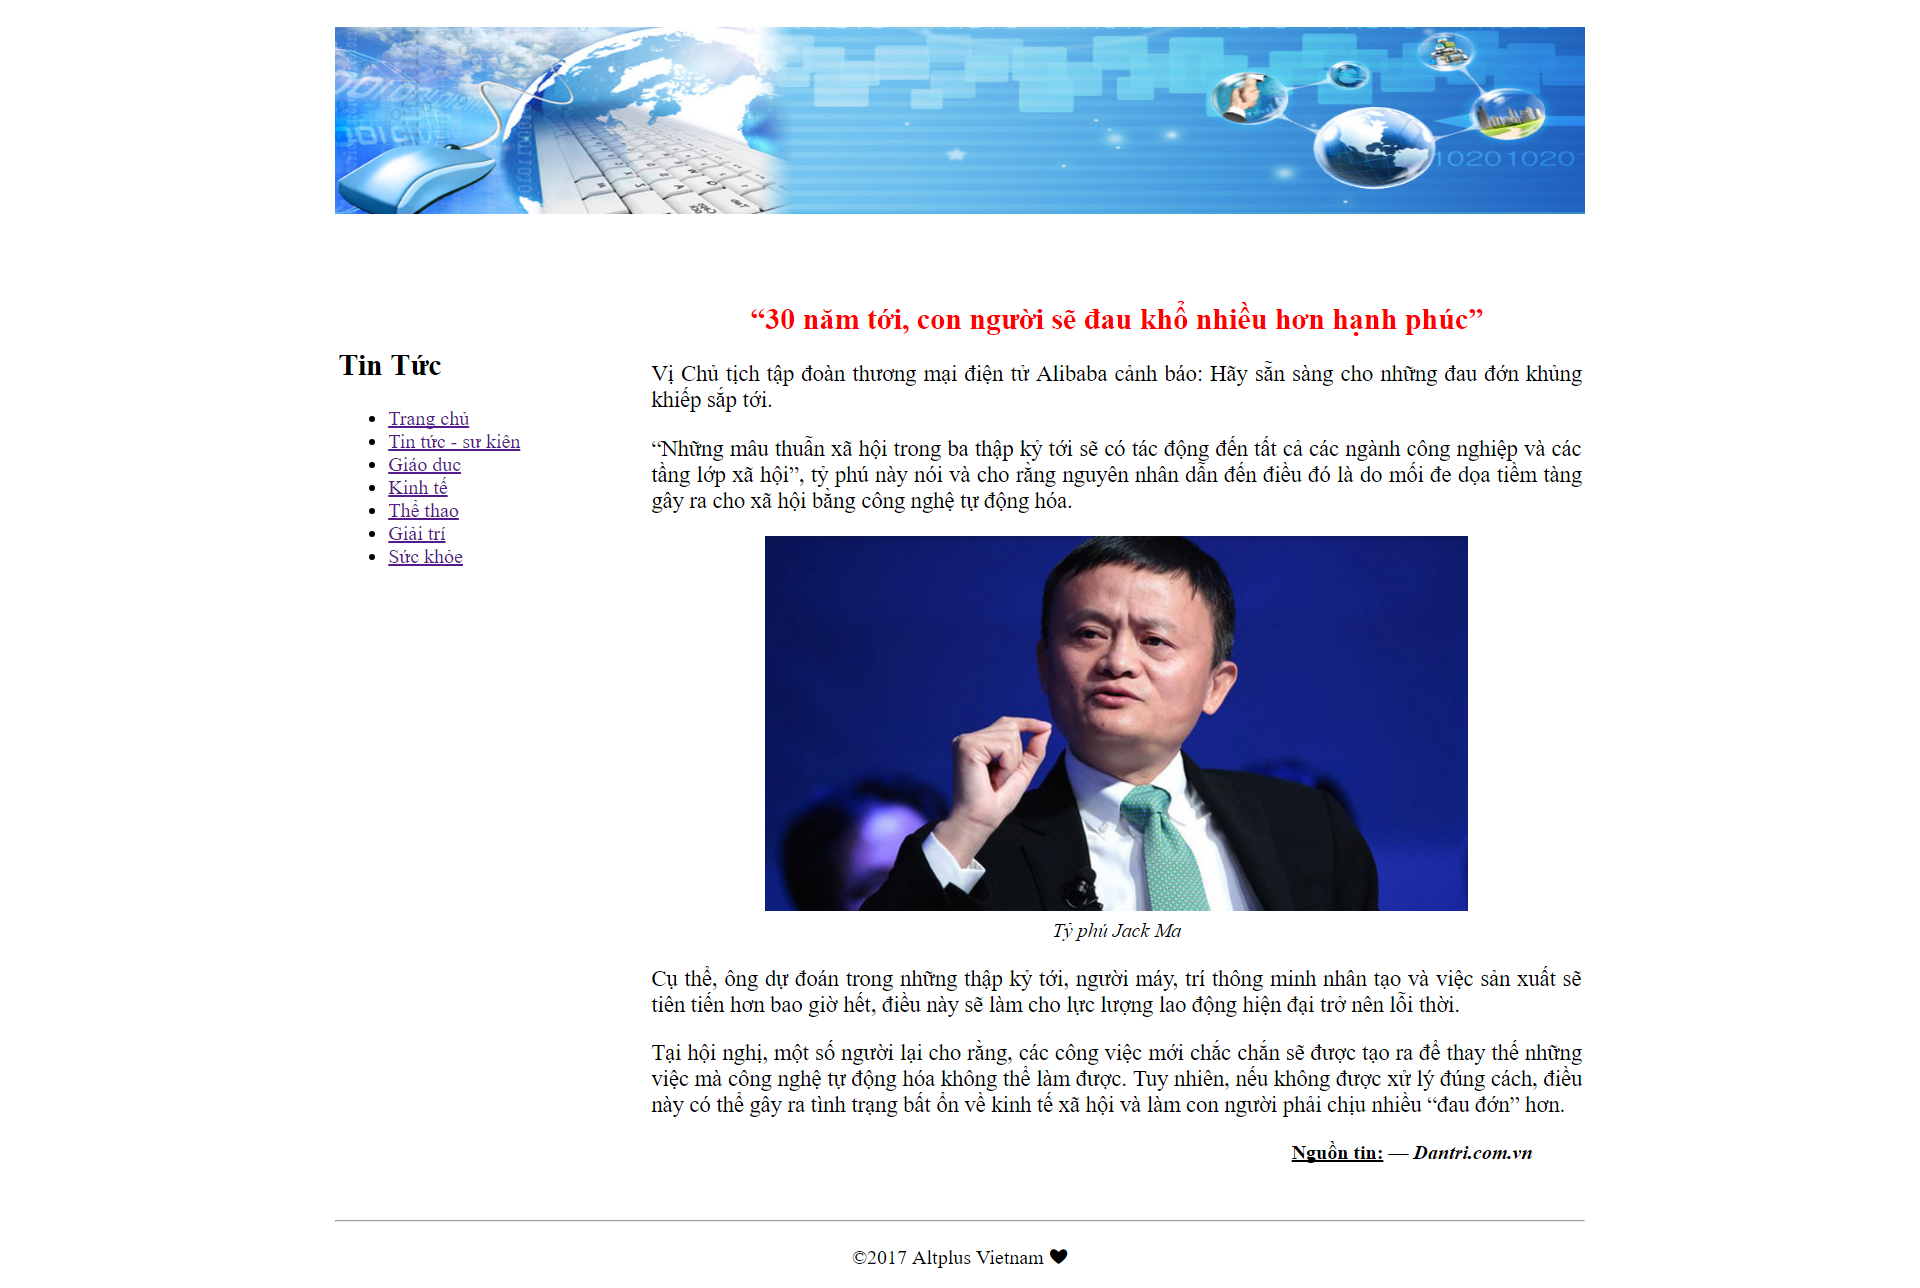 10201020
“30 năm tới, con người sẽ đau khổ nhiều hơn hạnh phúc”
Tin Tức
Trang chủ
Tin tức - sự kiện
Giáo dục
Kinh tế
Thể thao
Giải trí
Sức khỏe
Vị Chủ tịch tập đoàn thương mại điện tử Alibaba cảnh báo: Hãy sẵn sàng cho những đau đớn khủng
khiếp sắp tới.
“Những mâu thuẫn xã hội trong ba thập kỷ tới sẽ có tác động đến tất cả các ngành công nghiệp và các
tầng lớp xã hội”, tỷ phú này nói và cho rằng nguyên nhân dẫn đến điều đó là do mối đe dọa tiềm tàng
gây ra cho xã hội bằng công nghệ tự động hóa.
Tỷ phú Jack Ma
Cụ thể, ông dự đoán trong những thập kỷ tới, người máy, trí thông minh nhân tạo và việc sản xuất sẽ
tiên tiến hơn bao giờ hết, điều này sẽ làm cho lực lượng lao động hiện đại trở nên lỗi thời.
Tại hội nghị, một số người lại cho rằng, các công việc mới chắc chắn sẽ được tạo ra để thay thế những
việc mà công nghệ tự động hóa không thể làm được. Tuy nhiên, nếu không được xử lý đúng cách, điều
này có thể gây ra tình trạng bất ổn về kinh tế xã hội và làm con người phải chịu nhiều “đau đớn” hơn.
Nguồn tin: — Dantri.com.vn
©2017 Altplus Vietnam ♥